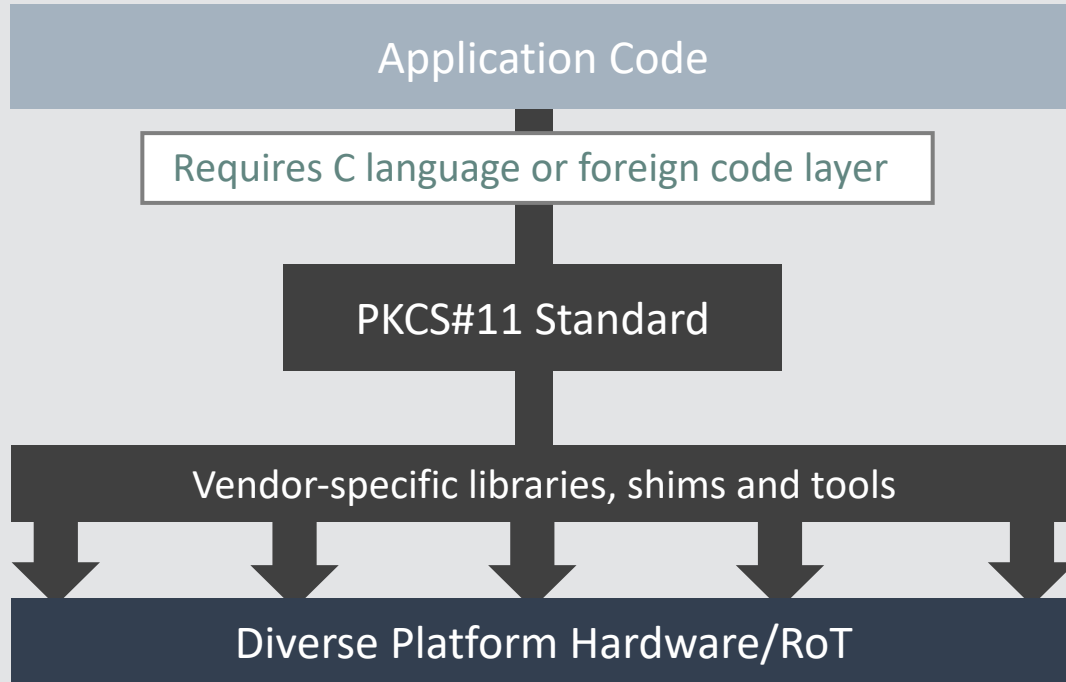 Application Code
Requires C language or foreign code layer
PKCS#11 Standard
Vendor-specific libraries, shims and tools
Diverse Platform Hardware/RoT